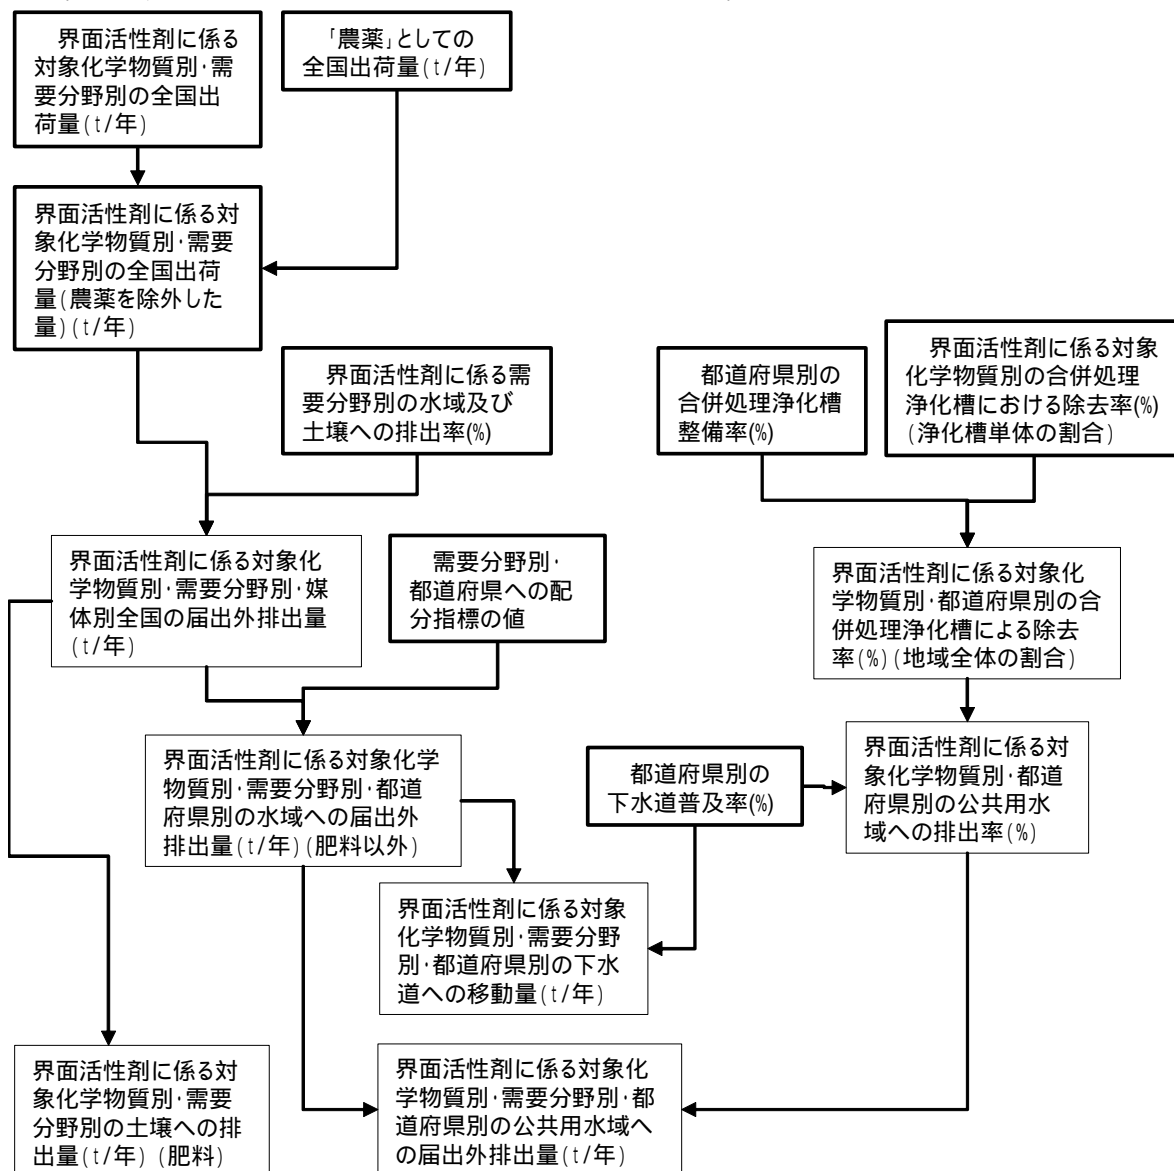 界面活性剤に係る
対象化学物質別・需
要分野別の全国出
荷量(t/年)
「農薬」としての
全国出荷量(t/年)
界面活性剤に係る対
象化学物質別・需要
分野別の全国出荷
量(農薬を除外した
量)(t/年)
界面活性剤に係る需
要分野別の水域及び
土壌への排出率(%)
都道府県別の
合併処理浄化槽
整備率(%)
界面活性剤に係る対象
化学物質別の合併処理
浄化槽における除去率(%)
(浄化槽単体の割合)
界面活性剤に係る対象化
学物質別・需要分野別・媒
体別全国の届出外排出量
(t/年)
需要分野別・
都道府県への配
分指標の値
界面活性剤に係る対象化
学物質別・都道府県別の合
併処理浄化槽による除去
率(%)(地域全体の割合)
界面活性剤に係る対象化学
物質別・需要分野別・都道
府県別の水域への届出外
排出量(t/年)(肥料以外)
都道府県別の
下水道普及率(%)
界面活性剤に係る対
象化学物質別・都道
府県別の公共用水
域への排出率(%)
界面活性剤に係る対象
化学物質別・需要分野
別・都道府県別の下水
道への移動量(t/年)
界面活性剤に係る対
象化学物質別・需要
分野別の土壌への排
出量(t/年)(肥料)
界面活性剤に係る対象化
学物質別・需要分野別・都
道府県別の公共用水域へ
の届出外排出量(t/年)